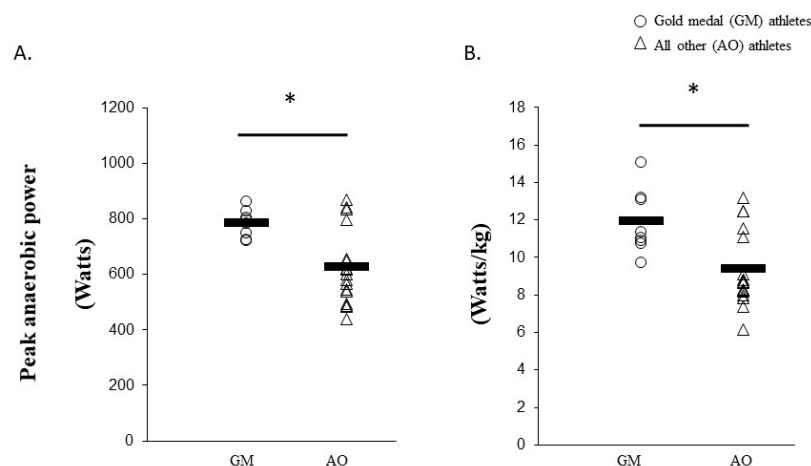 Gold medal (GM) athletes
All other (AO) athletes
A.
B.
*
*
Peak anaerobic power
(Watts)
1200
1000
800
600
400
200
0
GM
AO
(Watts/kg)
18
16
14
12
10
8
6
4
2
0
GM
AO